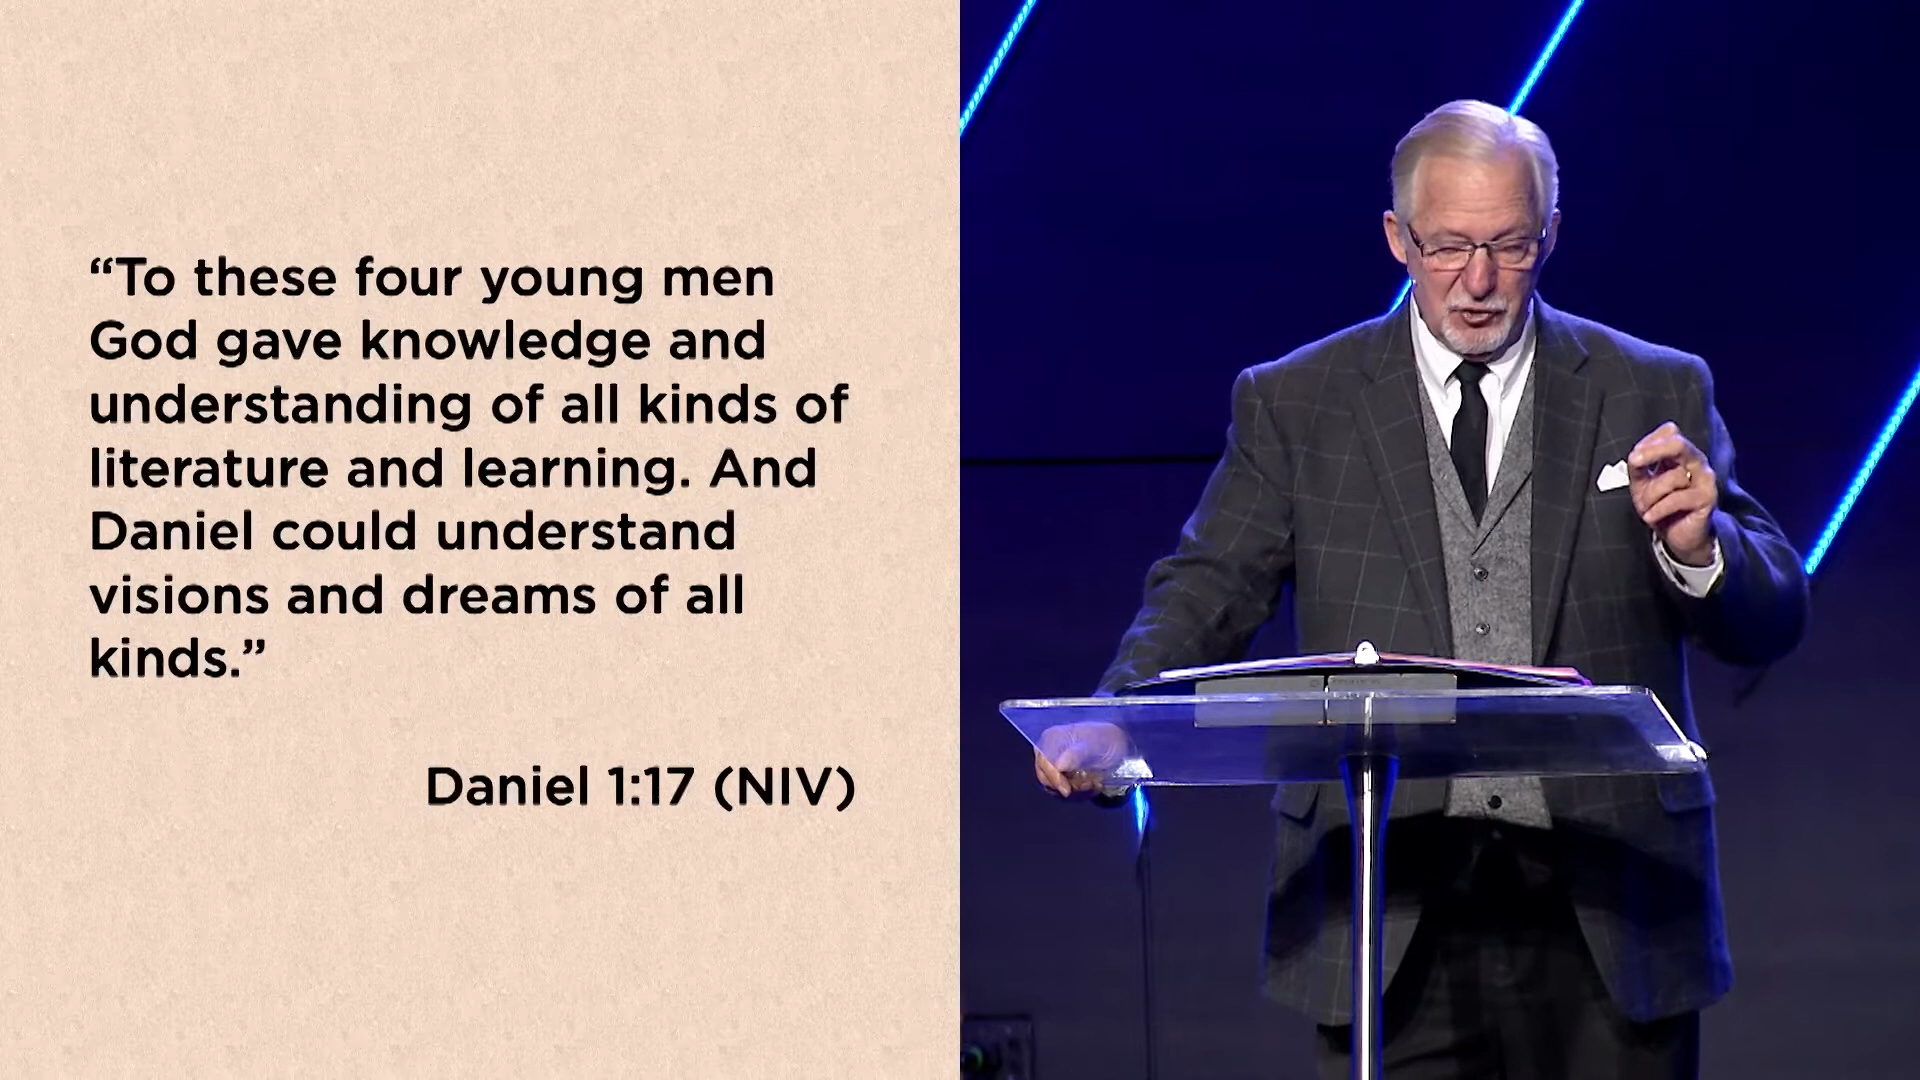 “To these four young men
God gave knowledge and
understanding of all kinds of
literature and learning. And
Daniel could understand
visions and dreams of all
kinds.”
Daniel 1:17 (NIV)